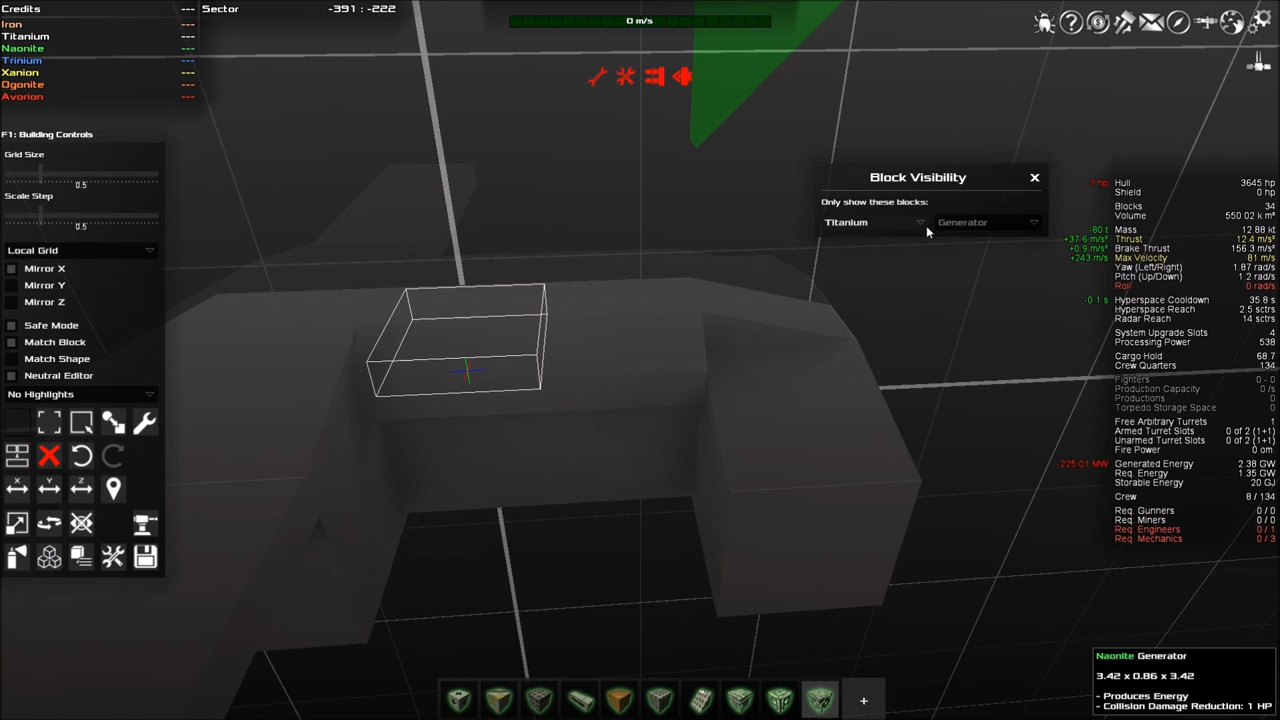 Credits ---
Iron ---
Titanium ---
Naonite ---
Trinium ---
Xanion ---
Ogonite ---
Avorion ---
Sector -391 : -222
0 m/s
F1: Building Controls
Grid Size
0.5
Scale Step
0.5
Local Grid
Mirror X
Mirror Y
Mirror Z
Safe Mode
Match Block
Match Shape
Neutral Editor
No Highlights
X Y Z
Block Visibility
Only show these blocks:
Titanium Generator
Hull 3645 hp
Shield 0 hp
Blocks 34
Volume 550.02 k m³
-80 t Mass 12.88 kt
+37.6 m/s² Thrust 12.4 m/s²
+0.9 m/s² Brake Thrust 156.3 m/s²
+243 m/s Max Velocity 81 m/s
Yaw (Left/Right) 1.87 rad/s
Pitch (Up/Down) 1.2 rad/s
Roll 0 rad/s
-0.1 s Hyperspace Cooldown 35.8 s
Hyperspace Reach 2.5 sctrs
Radar Reach 14 sctrs
System Upgrade Slots 4
Processing Power 538
Cargo Hold 68.7
Crew Quarters 134
Fighters 0 - 0
Production Capacity 0 /s
Productions 0
Torpedo Storage Space 0
Free Arbitrary Turrets 1
Armed Turret Slots 0 of 2 (1+1)
Unarmed Turret Slots 0 of 2 (1+1)
Fire Power 0 om.
-225.01 MW Generated Energy 2.38 GW
Req. Energy 1.35 GW
Storable Energy 20 GJ
Crew 8 / 134
Req. Gunners 0 / 0
Req. Miners 0 / 0
Req. Engineers 0 / 1
Req. Mechanics 0 / 3
Naonite Generator
3.42 x 0.86 x 3.42
- Produces Energy
- Collision Damage Reduction: 1 HP
+